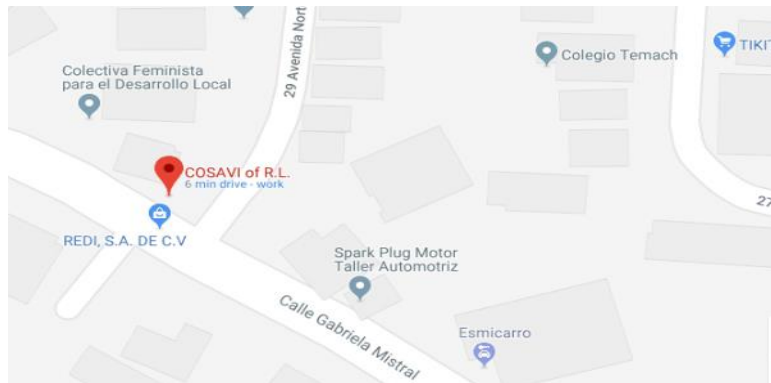 29 Avenida Nort
Colectiva Feminista
para el Desarrollo Local
Colegio Temach
TIKIT
COSAVI of R.L.
6 min drive - work
REDI, S.A. DE C.V
27
Spark Plug Motor
Taller Automotriz
Calle Gabriela Mistral
Esmicarro